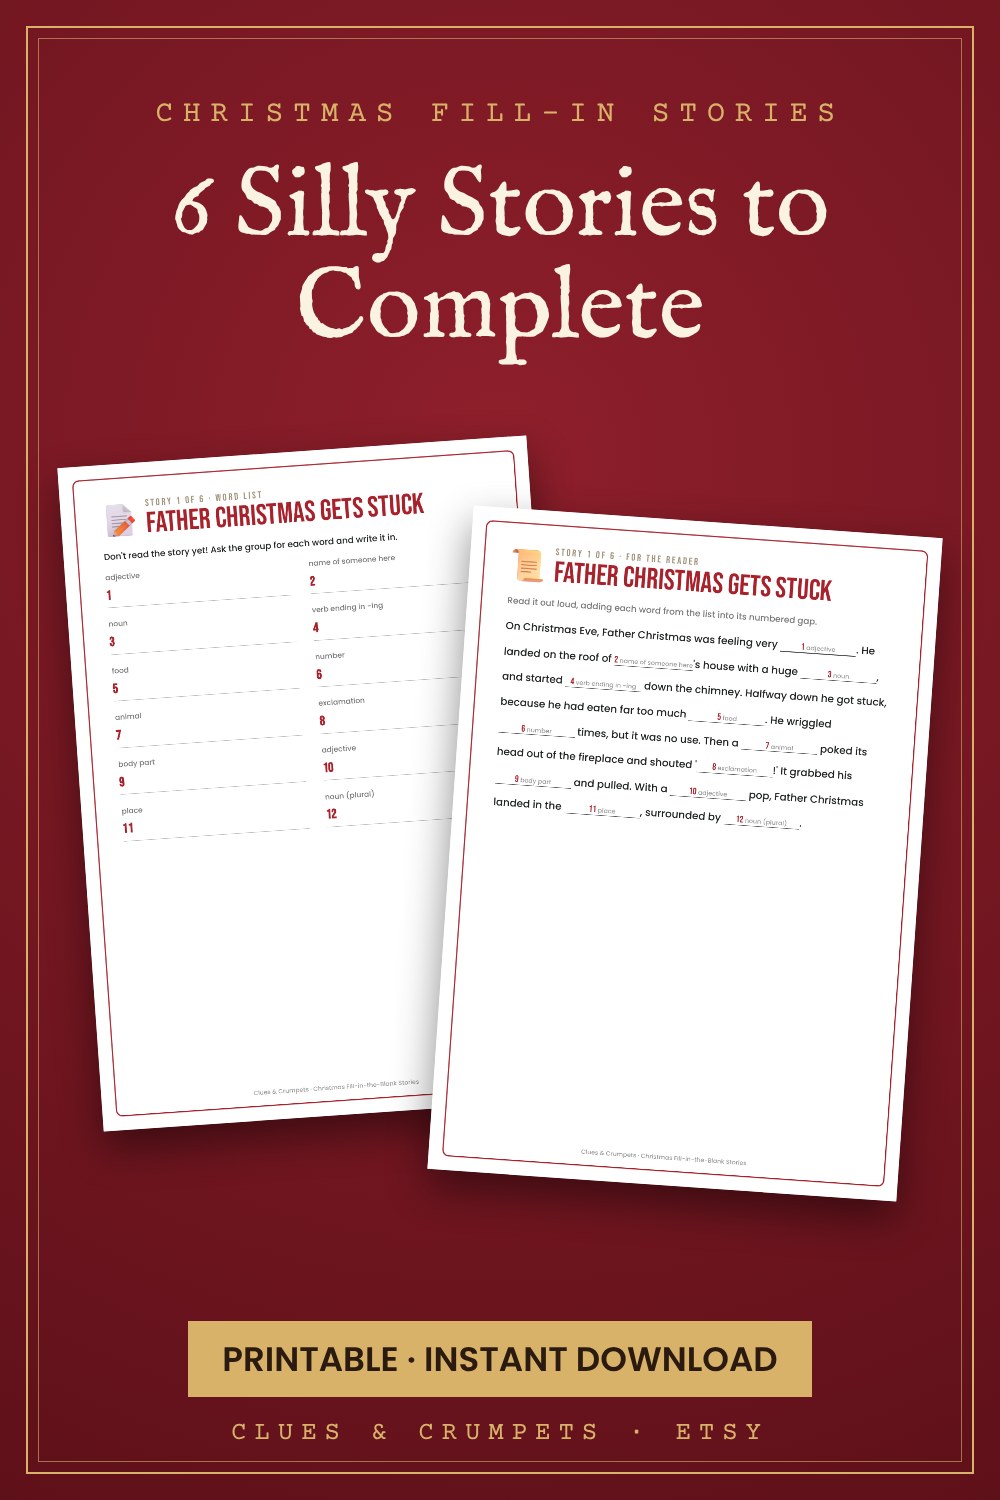 CHRISTMAS FILL-IN STORIES
6 Silly Stories to
Complete
STORY 1 OF 6 · WORD LIST
FATHER CHRISTMAS GETS STUCK
Don't read the story yet! Ask the group for each word and write it in.
adjective
1
name of someone here
2
noun
3
verb ending in -ing
4
food
5
number
6
animal
7
exclamation
8
body part
9
adjective
10
place
11
noun (plural)
12
Clues & Crumpets · Christmas Fill-in-the-Blank Stories
STORY 1 OF 6 · FOR THE READER
FATHER CHRISTMAS GETS STUCK
Read it out loud, adding each word from the list into its numbered gap.
On Christmas Eve, Father Christmas was feeling very 1 adjective. He
landed on the roof of 2 name of someone here's house with a huge 3 noun,
and started 4 verb ending in -ing down the chimney. Halfway down he got stuck,
because he had eaten far too much 5 food. He wriggled
6 number times, but it was no use. Then a 7 animal poked its
head out of the fireplace and shouted '8 exclamation!' It grabbed his
9 body part and pulled. With a 10 adjective pop, Father Christmas
landed in the 11 place, surrounded by 12 noun (plural).
Clues & Crumpets · Christmas Fill-in-the-Blank Stories
PRINTABLE · INSTANT DOWNLOAD
CLUES & CRUMPETS · ETSY